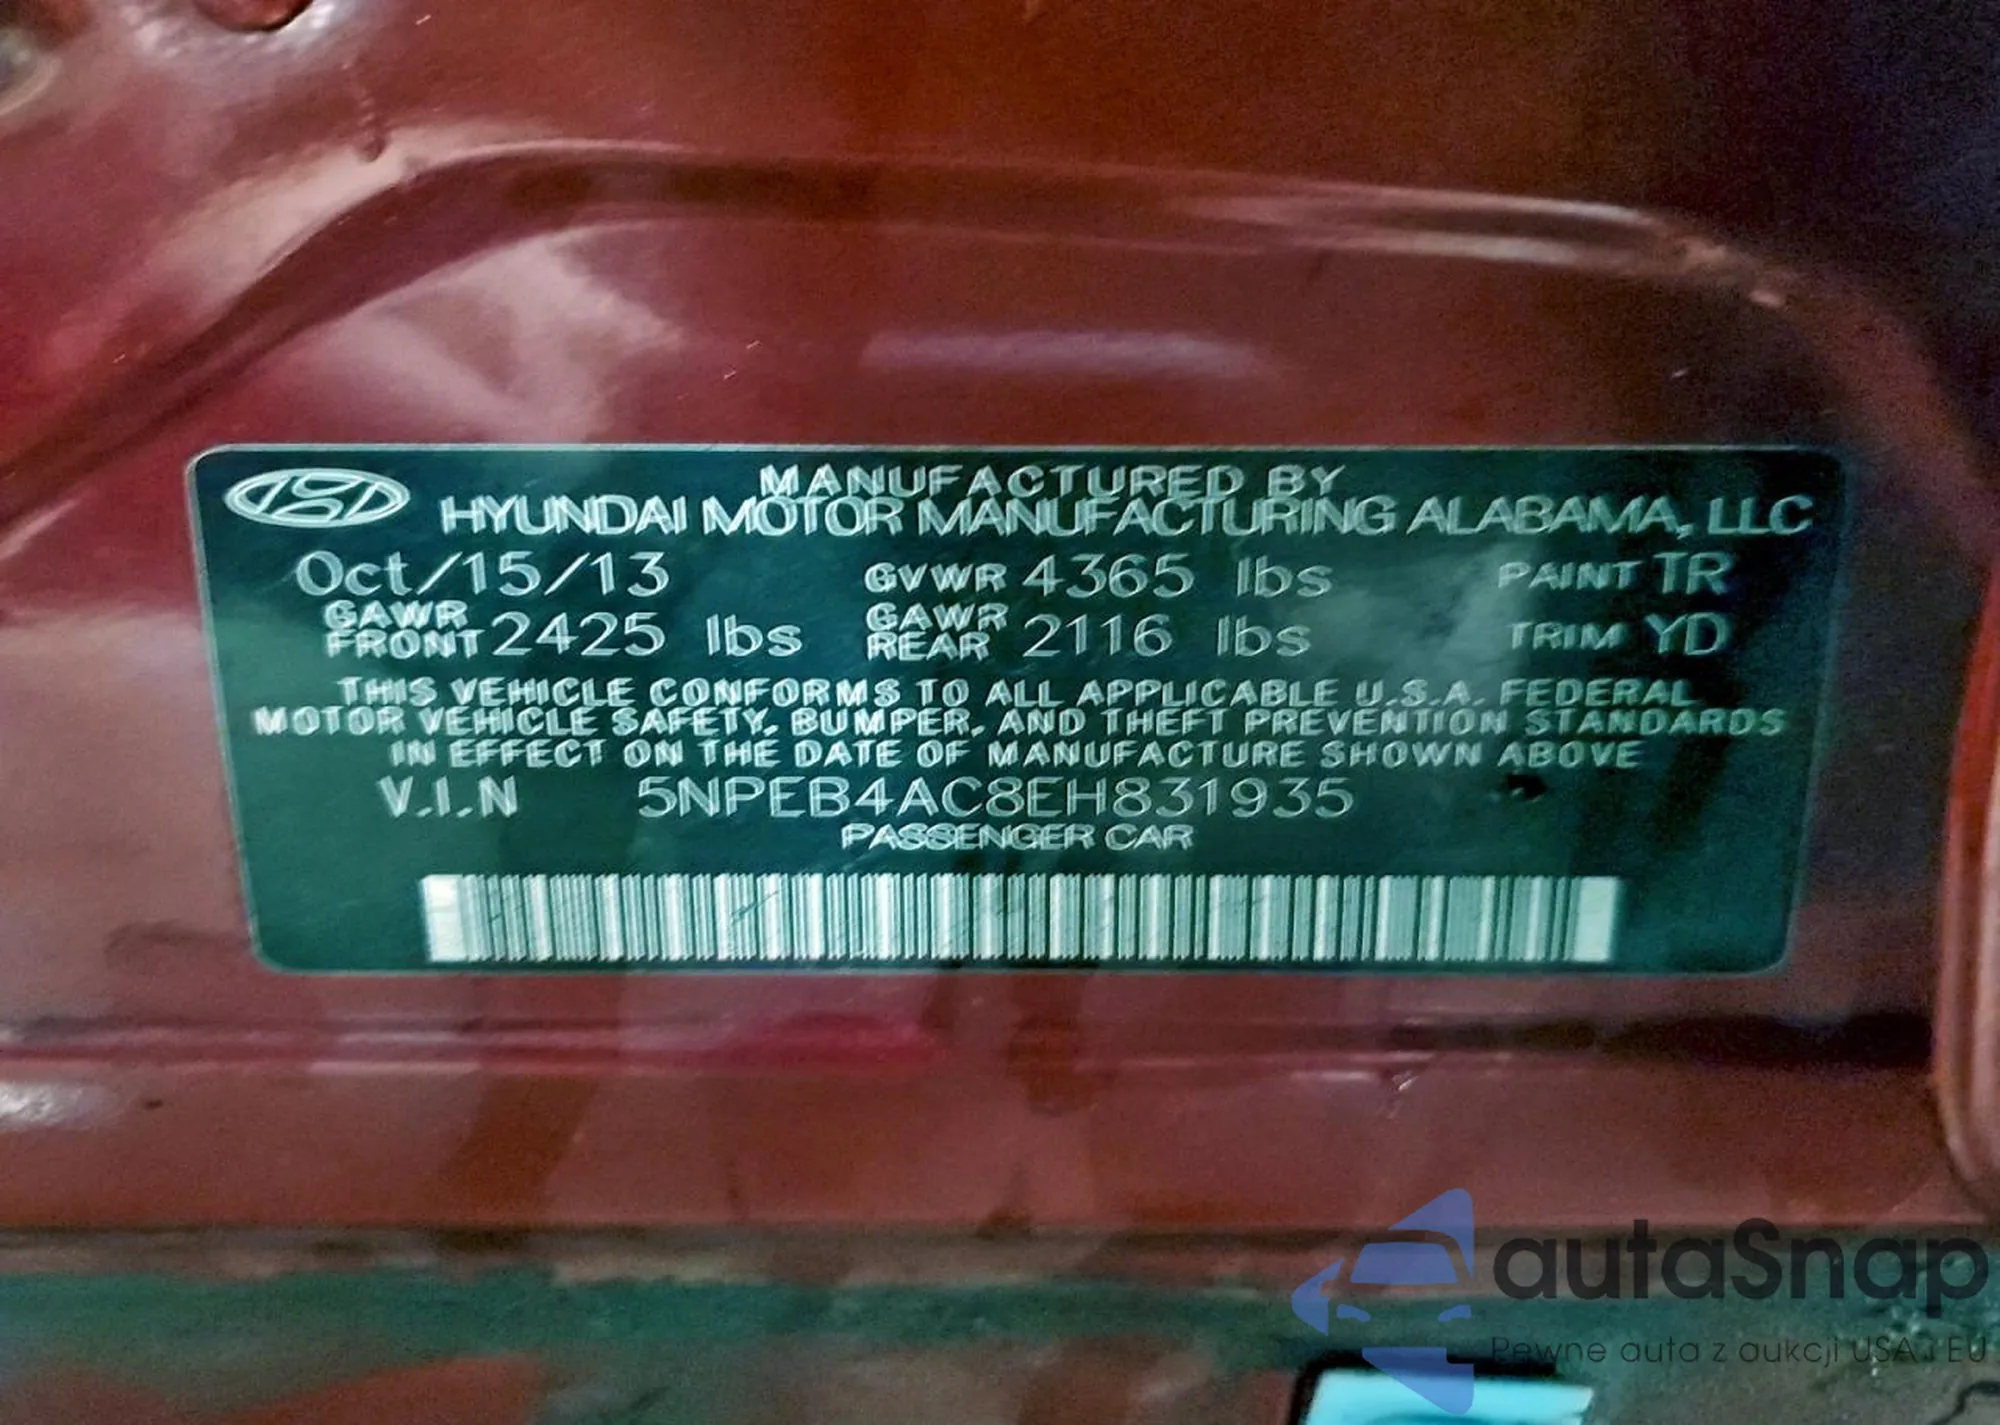 MANUFACTURED BY
HYUNDAI MOTOR MANUFACTURING ALABAMA, LLC
Oct/15/13 GVWR 4365 lbs PAINT TR
GAWR FRONT 2425 lbs GAWR REAR 2116 lbs TRIM YD
THIS VEHICLE CONFORMS TO ALL APPLICABLE U.S.A. FEDERAL
MOTOR VEHICLE SAFETY, BUMPER, AND THEFT PREVENTION STANDARDS
IN EFFECT ON THE DATE OF MANUFACTURE SHOWN ABOVE
V.I.N 5NPEB4AC8EH831935
PASSENGER CAR
autaSnap
Pewne auta z aukcji USA i EU